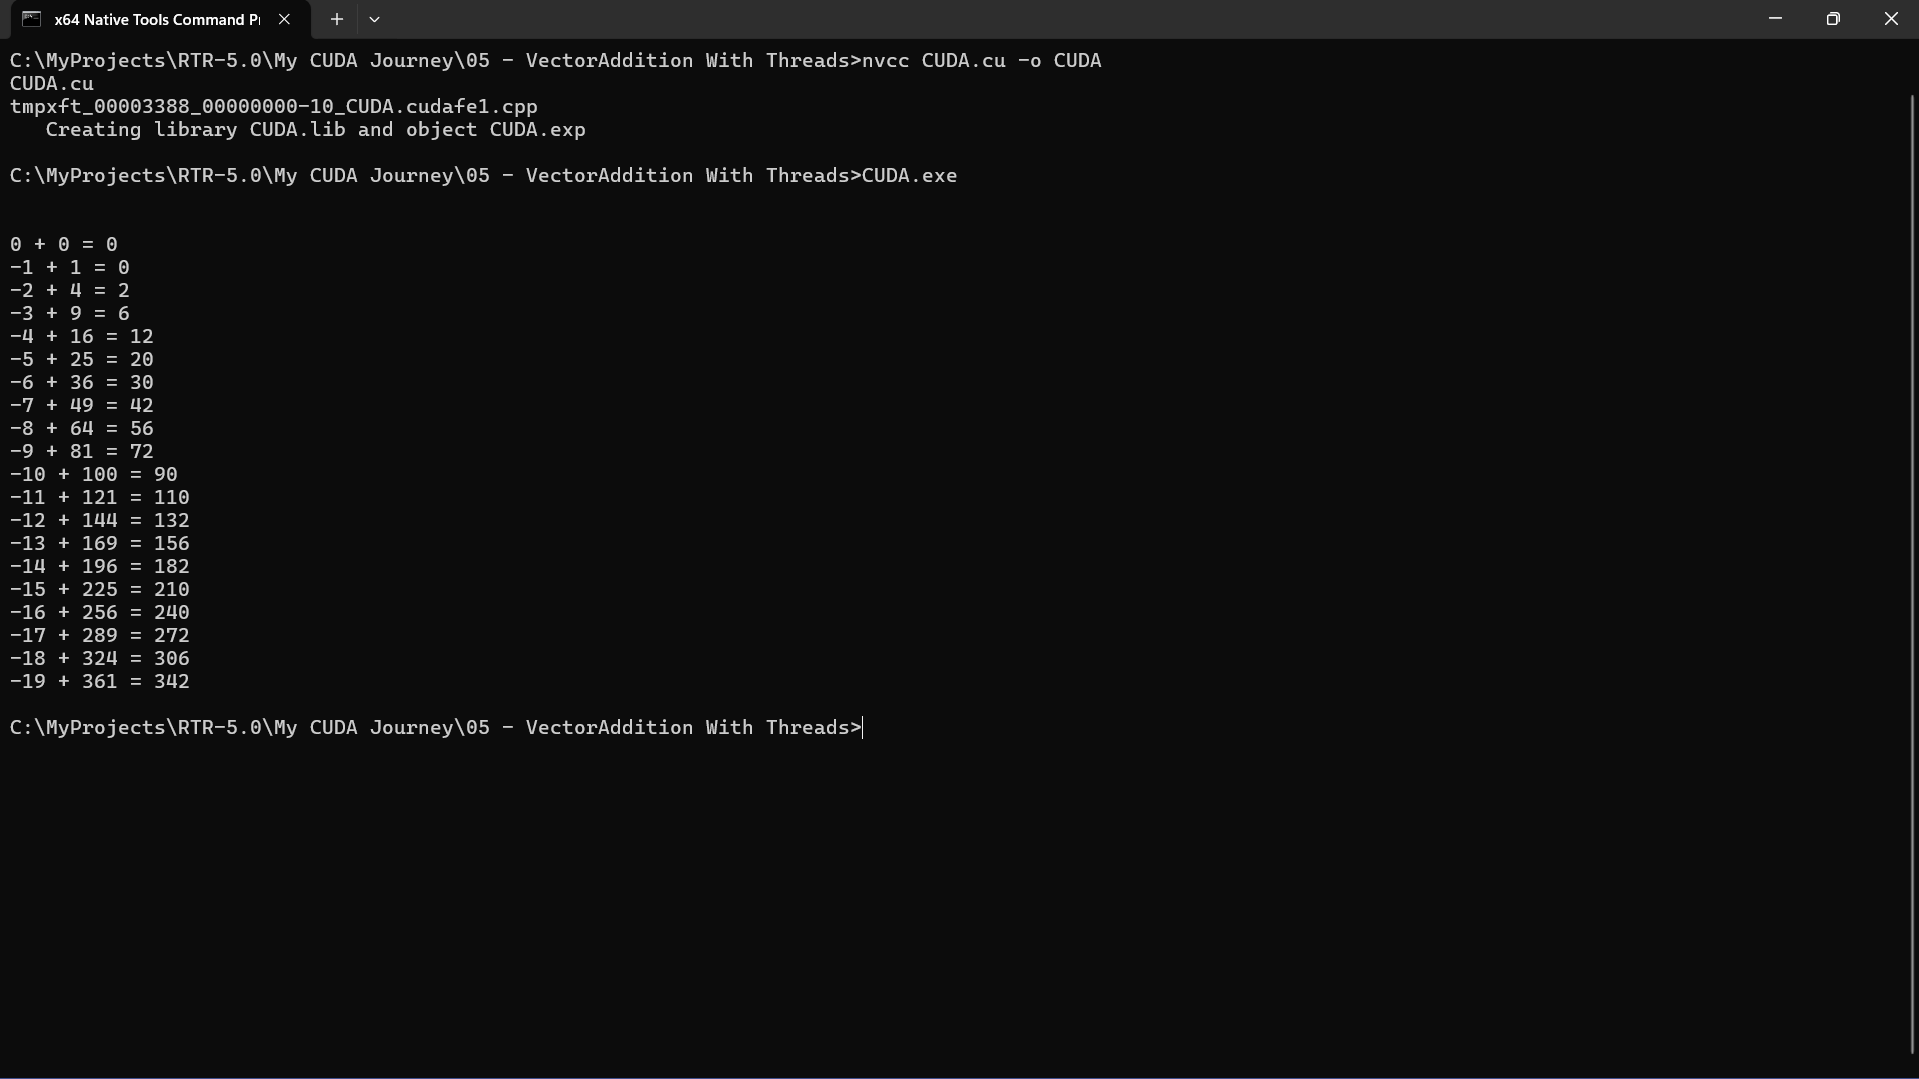 x64 Native Tools Command Pr
C:\MyProjects\RTR-5.0\My CUDA Journey\05 - VectorAddition With Threads>nvcc CUDA.cu -o CUDA
CUDA.cu
tmpxft_00003388_00000000-10_CUDA.cudafe1.cpp
   Creating library CUDA.lib and object CUDA.exp
C:\MyProjects\RTR-5.0\My CUDA Journey\05 - VectorAddition With Threads>CUDA.exe
0 + 0 = 0
-1 + 1 = 0
-2 + 4 = 2
-3 + 9 = 6
-4 + 16 = 12
-5 + 25 = 20
-6 + 36 = 30
-7 + 49 = 42
-8 + 64 = 56
-9 + 81 = 72
-10 + 100 = 90
-11 + 121 = 110
-12 + 144 = 132
-13 + 169 = 156
-14 + 196 = 182
-15 + 225 = 210
-16 + 256 = 240
-17 + 289 = 272
-18 + 324 = 306
-19 + 361 = 342
C:\MyProjects\RTR-5.0\My CUDA Journey\05 - VectorAddition With Threads>